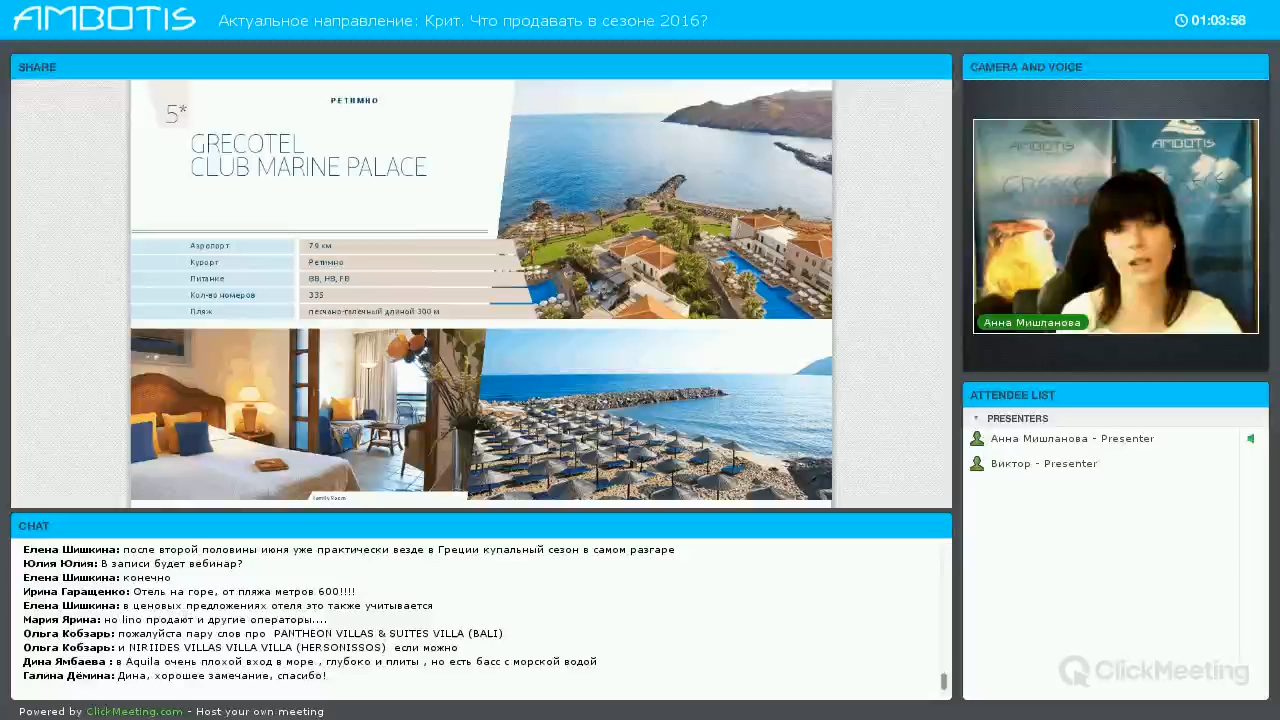 AMBOTIS
Актуальное направление: Крит. Что продавать в сезоне 2016?
01:03:58
SHARE
РЕТИМНО
5*
GRECOTEL
CLUB MARINE PALACE
Аэропорт 79 км
Курорт Ретимно
Питание BB, HB, FB
Кол-во номеров 335
Пляж песчано-галечный длиной 300 м
Family Room
CAMERA AND VOICE
AMBOTIS
AMBOTIS
Greece
Анна Мишланова
ATTENDEE LIST
PRESENTERS
Анна Мишланова - Presenter
Виктор - Presenter
CHAT
Елена Шишкина: после второй половины июня уже практически везде в Греции купальный сезон в самом разгаре
Юлия Юлия: В записи будет вебинар?
Елена Шишкина: конечно
Ирина Гаращенко: Отель на горе, от пляжа метров 600!!!!
Елена Шишкина: в ценовых предложениях отеля это также учитывается
Мария Ярина: но lino продают и другие операторы....
Ольга Кобзарь: пожалуйста пару слов про PANTHEON VILLAS & SUITES VILLA (BALI)
Ольга Кобзарь: и NIRIIDES VILLAS VILLA VILLA (HERSONISSOS) если можно
Дина Ямбаева : в Aquila очень плохой вход в море , глубоко и плиты , но есть басс с морской водой
Галина Дёмина: Дина, хорошее замечание, спасибо!
ClickMeeting
Powered by ClickMeeting.com - Host your own meeting